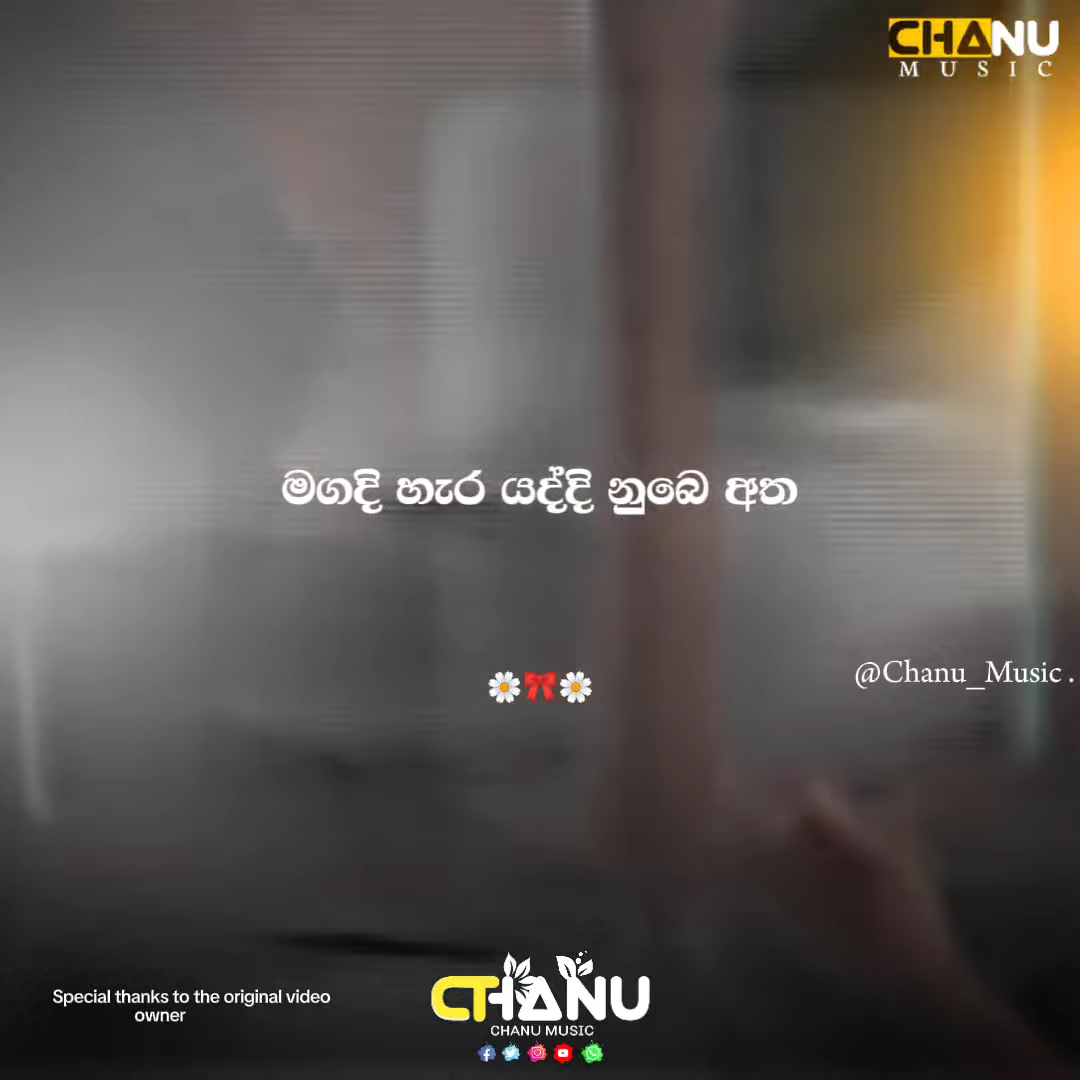 CHANU
MUSIC
මගදි හැර යද්දි නුබෙ අත
@Chanu_Music .
Special thanks to the original video
owner
CHANU
CHANU MUSIC